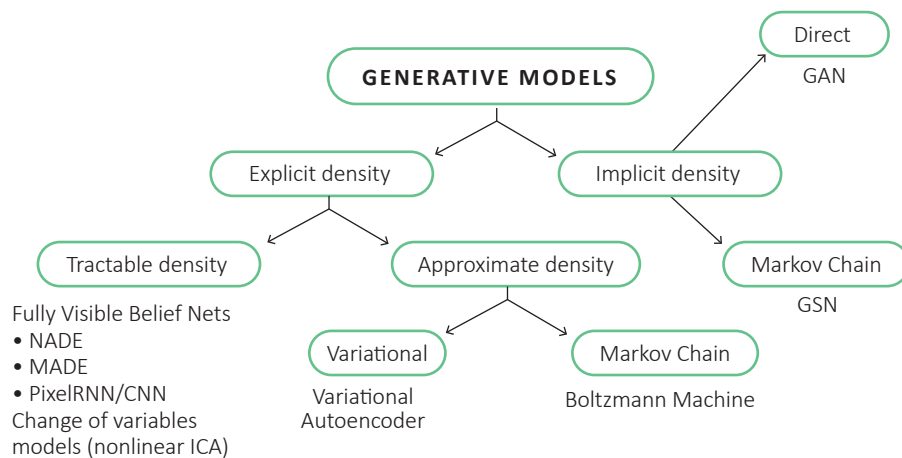 Direct
GAN
GENERATIVE MODELS
Explicit density
Implicit density
Tractable density
Approximate density
Markov Chain
GSN
Fully Visible Belief Nets
• NADE
• MADE
• PixelRNN/CNN
Change of variables
models (nonlinear ICA)
Variational
Variational
Autoencoder
Markov Chain
Boltzmann Machine